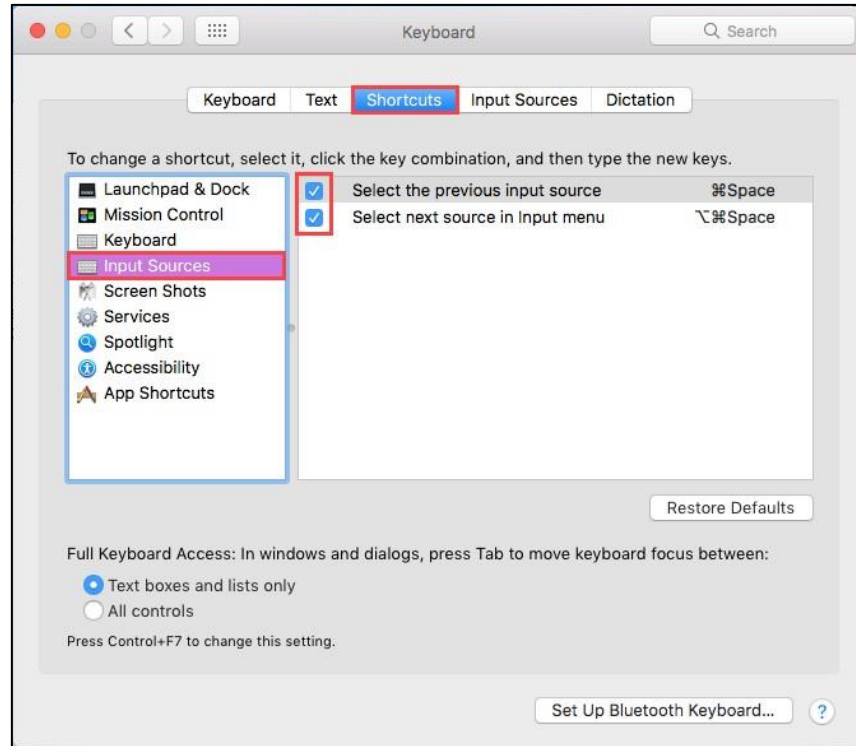 Keyboard
Search
Keyboard Text Shortcuts Input Sources Dictation
To change a shortcut, select it, click the key combination, and then type the new keys.
Launchpad & Dock
Mission Control
Keyboard
Input Sources
Screen Shots
Services
Spotlight
Accessibility
App Shortcuts
Select the previous input source ⌘Space
Select next source in Input menu ⌥⌘Space
Restore Defaults
Full Keyboard Access: In windows and dialogs, press Tab to move keyboard focus between:
Text boxes and lists only
All controls
Press Control+F7 to change this setting.
Set Up Bluetooth Keyboard... ?